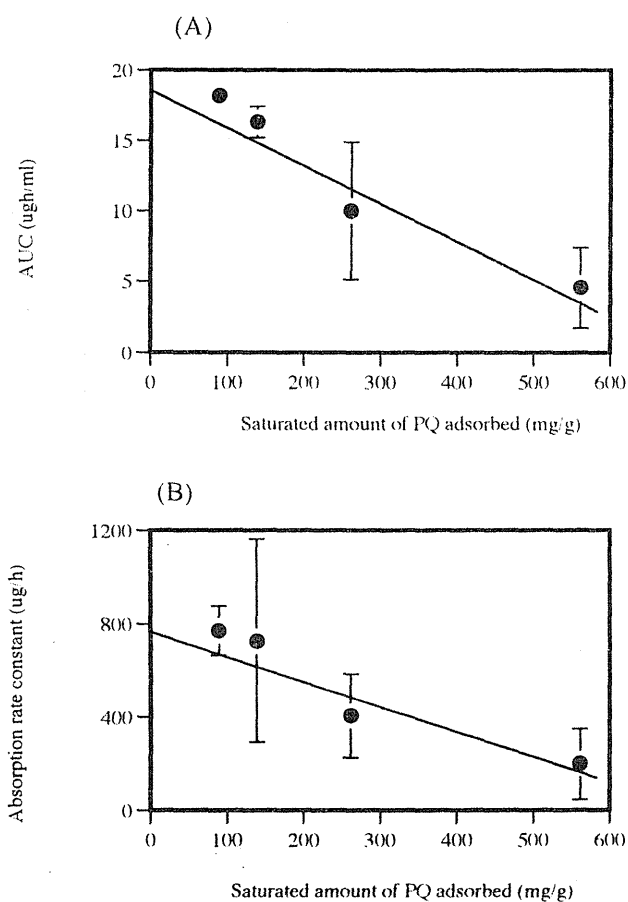 (A)
20
15
10
5
0
AUC (ugh/ml)
0 100 200 300 400 500 600
Saturated amount of PQ adsorbed (mg/g)
(B)
1200
800
400
0
Absorption rate constant (ug/h)
0 100 200 300 400 500 600
Saturated amount of PQ adsorbed (mg/g)